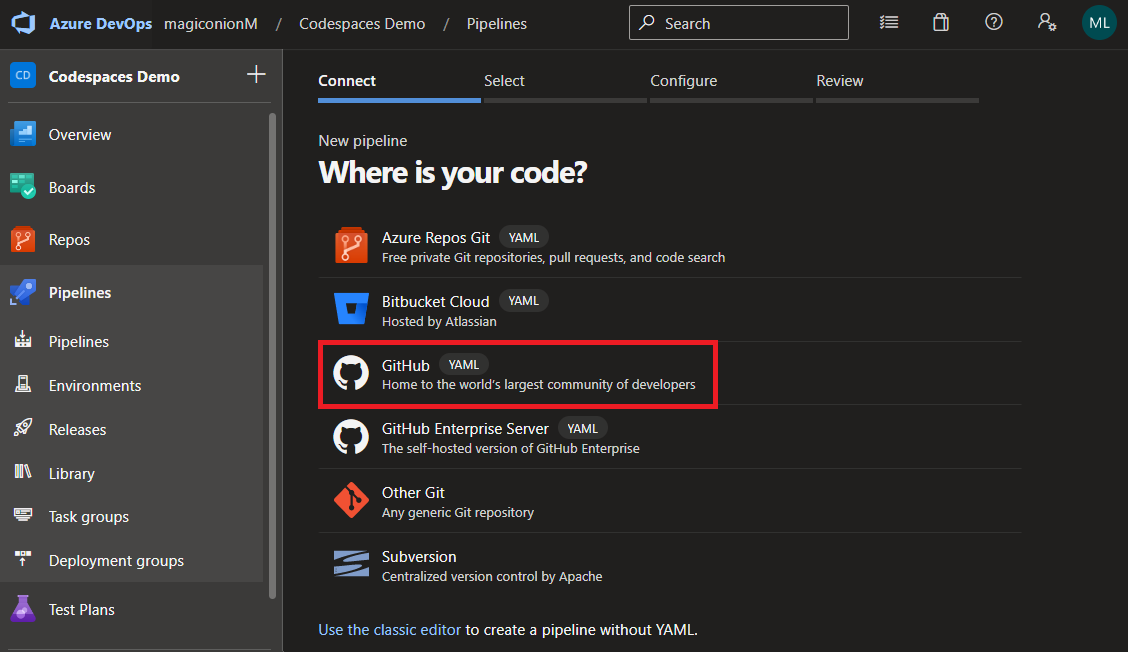 Azure DevOps magiconionM / Codespaces Demo / Pipelines Search ML
CD Codespaces Demo
Overview
Boards
Repos
Pipelines
Pipelines
Environments
Releases
Library
Task groups
Deployment groups
Test Plans
Connect Select Configure Review
New pipeline
Where is your code?
Azure Repos Git YAML
Free private Git repositories, pull requests, and code search
Bitbucket Cloud YAML
Hosted by Atlassian
GitHub YAML
Home to the world's largest community of developers
GitHub Enterprise Server YAML
The self-hosted version of GitHub Enterprise
Other Git
Any generic Git repository
Subversion
Centralized version control by Apache
Use the classic editor to create a pipeline without YAML.